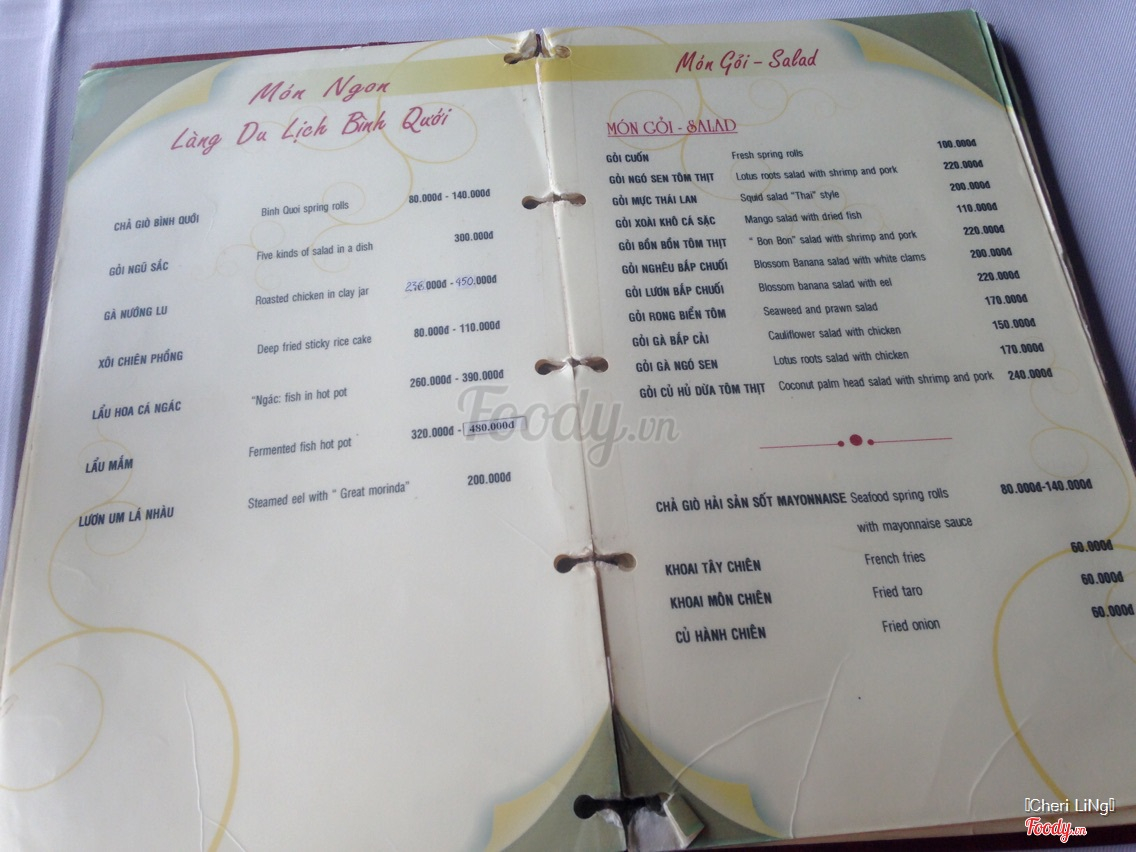 Món Ngon
Làng Du Lịch Bình Quới
CHẢ GIÒ BÌNH QUỚI Binh Quoi spring rolls 80.000đ - 140.000đ
GỎI NGŨ SẮC Five kinds of salad in a dish 300.000đ
GÀ NƯỚNG LU Roasted chicken in clay jar 236.000đ - 450.000đ
XÔI CHIÊN PHỒNG Deep fried sticky rice cake 80.000đ - 110.000đ
LẨU HOA CÁ NGÁC "Ngác: fish in hot pot 260.000đ - 390.000đ
LẨU MẮM Fermented fish hot pot 320.000đ - 480.000đ
LƯƠN UM LÁ NHÀU Steamed eel with " Great morinda" 200.000đ
Món Gỏi - Salad
MÓN GỎI - SALAD
GỎI CUỐN Fresh spring rolls 100.000đ
GỎI NGÓ SEN TÔM THỊT Lotus roots salad with shrimp and pork 220.000đ
GỎI MỰC THÁI LAN Squid salad "Thai" style 200.000đ
GỎI XOÀI KHÔ CÁ SẶC Mango salad with dried fish 110.000đ
GỎI BỒN BỒN TÔM THỊT " Bon Bon" salad with shrimp and pork 220.000đ
GỎI NGHÊU BẮP CHUỐI Blossom Banana salad with white clams 200.000đ
GỎI LƯƠN BẮP CHUỐI Blossom banana salad with eel 220.000đ
GỎI RONG BIỂN TÔM Seaweed and prawn salad 170.000đ
GỎI GÀ BẮP CẢI Cauliflower salad with chicken 150.000đ
GỎI GÀ NGÓ SEN Lotus roots salad with chicken 170.000đ
GỎI CỦ HỦ DỪA TÔM THỊT Coconut palm head salad with shrimp and pork 240.000đ
CHẢ GIÒ HẢI SẢN SỐT MAYONNAISE Seafood spring rolls 80.000đ-140.000đ
with mayonnaise sauce
KHOAI TÂY CHIÊN French fries 60.000đ
KHOAI MÔN CHIÊN Fried taro 60.000đ
CỦ HÀNH CHIÊN Fried onion 60.000đ
Foody.vn
[Cheri LiNg]
Foody.vn